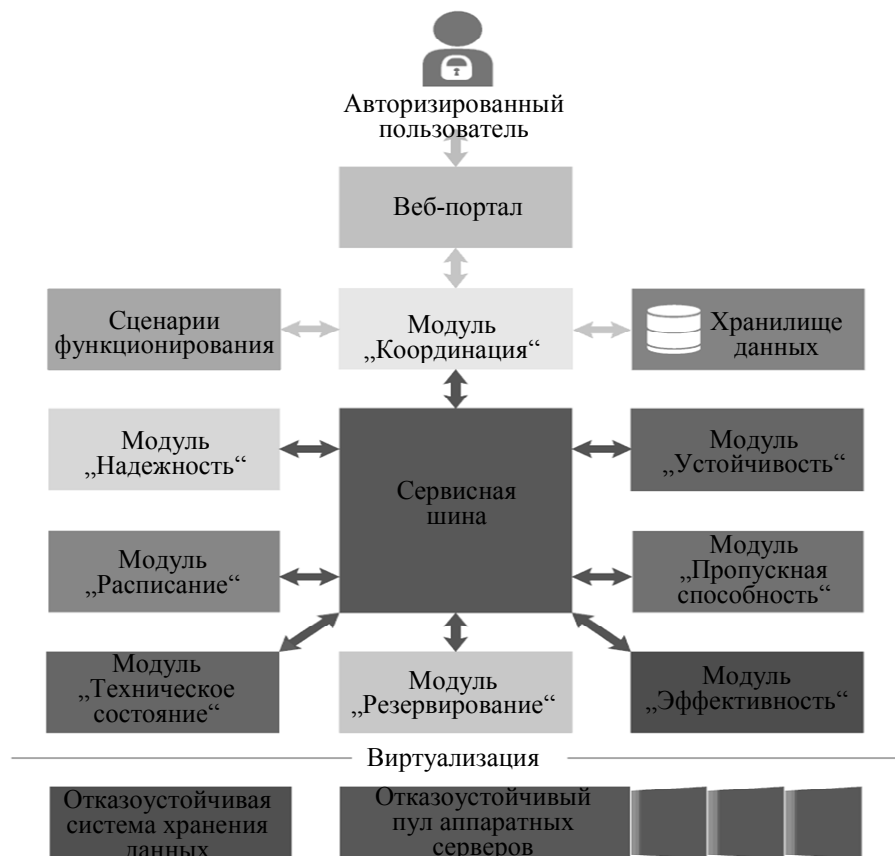 Авторизированный
пользователь
Веб-портал
Сценарии
функционирования
Модуль
„Координация“
Хранилище
данных
Модуль
„Надежность“
Сервисная
шина
Модуль
„Устойчивость“
Модуль
„Расписание“
Модуль
„Пропускная
способность“
Модуль
„Техническое
состояние“
Модуль
„Резервирование“
Модуль
„Эффективность“
Виртуализация
Отказоустойчивая
система хранения
данных
Отказоустойчивый
пул аппаратных
серверов